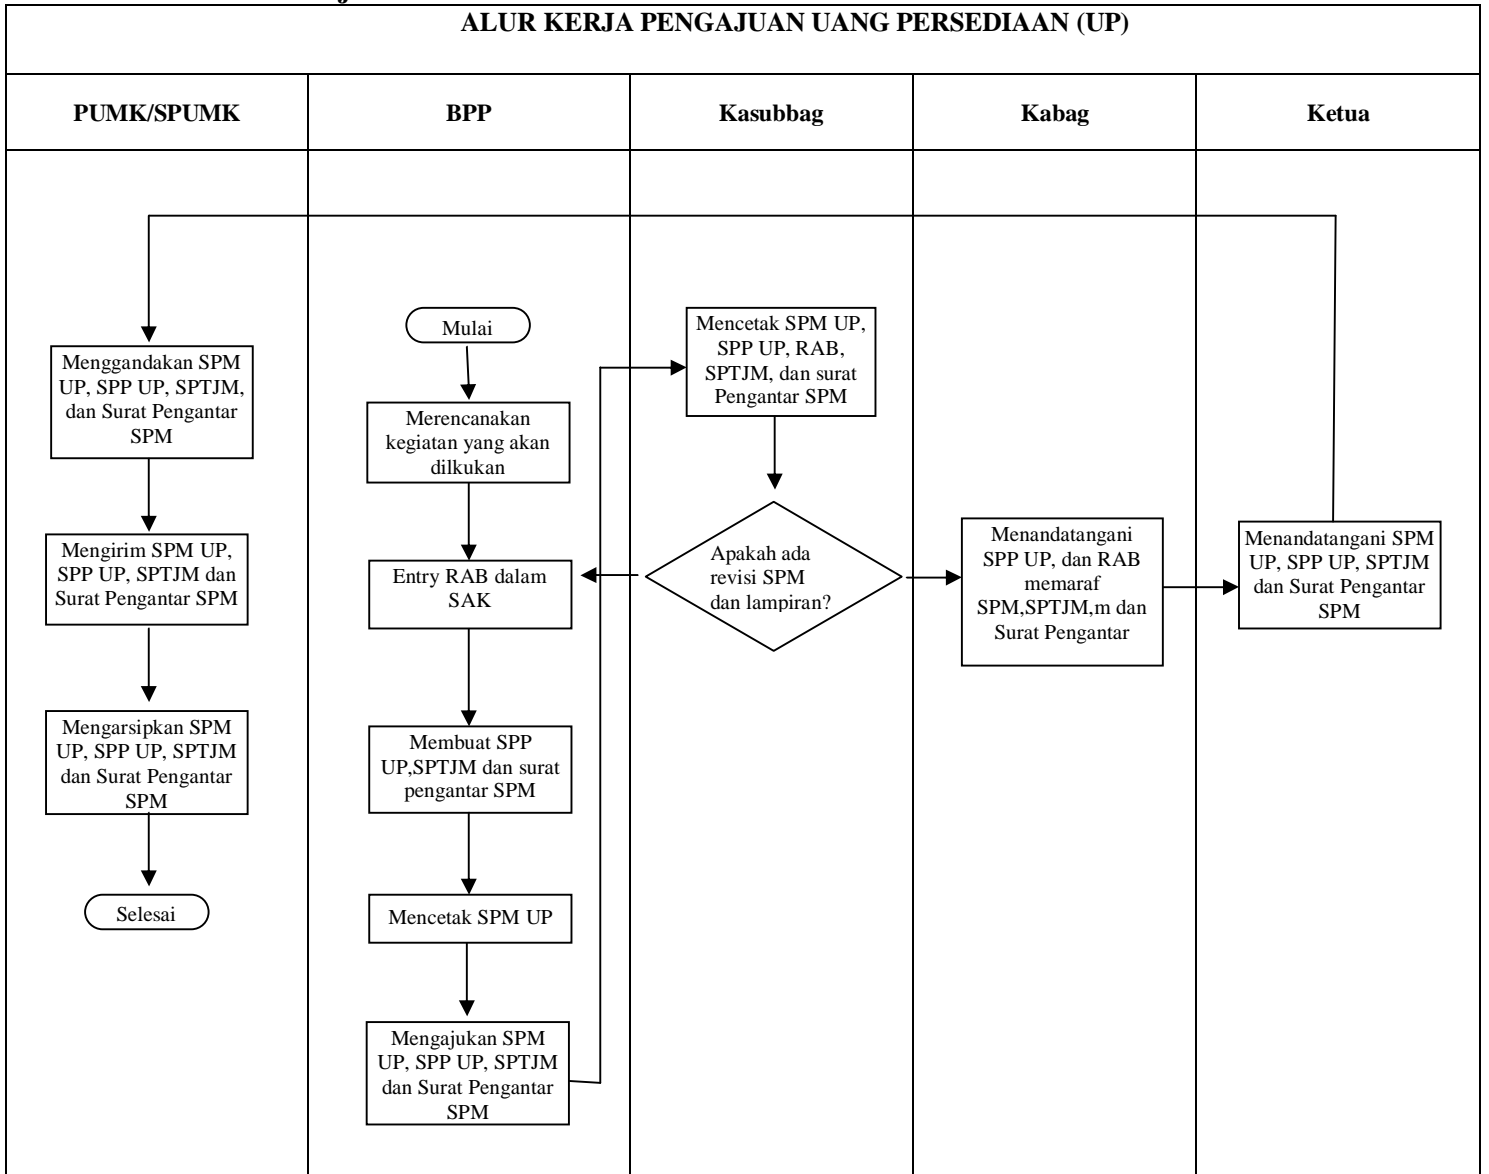 ALUR KERJA PENGAJUAN UANG PERSEDIAAN (UP)
PUMK/SPUMK
BPP
Kasubbag
Kabag
Ketua
Menggandakan SPM
UP, SPP UP, SPTJM,
dan Surat Pengantar
SPM
Mengirim SPM UP,
SPP UP, SPTJM dan
Surat Pengantar SPM
Mengarsipkan SPM
UP, SPP UP, SPTJM
dan Surat Pengantar
SPM
Selesai
Mulai
Merencanakan
kegiatan yang akan
dilkukan
Entry RAB dalam
SAK
Membuat SPP
UP,SPTJM dan surat
pengantar SPM
Mencetak SPM UP
Mengajukan SPM
UP, SPP UP, SPTJM
dan Surat Pengantar
SPM
Mencetak SPM UP,
SPP UP, RAB,
SPTJM, dan surat
Pengantar SPM
Apakah ada
revisi SPM
dan lampiran?
Menandatangani
SPP UP, dan RAB
memaraf
SPM,SPTJM,m dan
Surat Pengantar
Menandatangani SPM
UP, SPP UP, SPTJM
dan Surat Pengantar
SPM